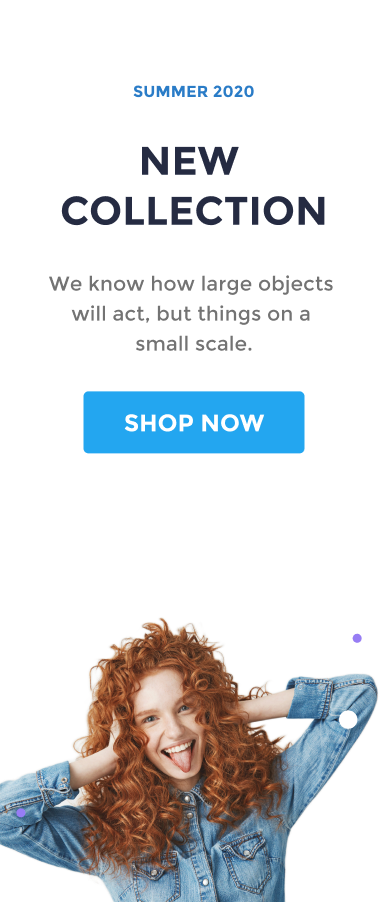 SUMMER 2020
NEW
COLLECTION
We know how large objects
will act, but things on a
small scale.
SHOP NOW